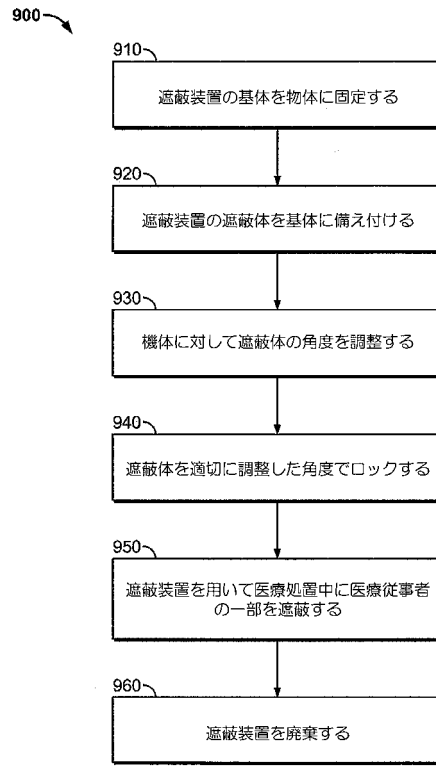 900
910
遮蔽装置の基体を物体に固定する
920
遮蔽装置の遮蔽体を基体に備え付ける
930
機体に対して遮蔽体の角度を調整する
940
遮蔽体を適切に調整した角度でロックする
950
遮蔽装置を用いて医療処置中に医療従事者
の一部を遮蔽する
960
遮蔽装置を廃棄する